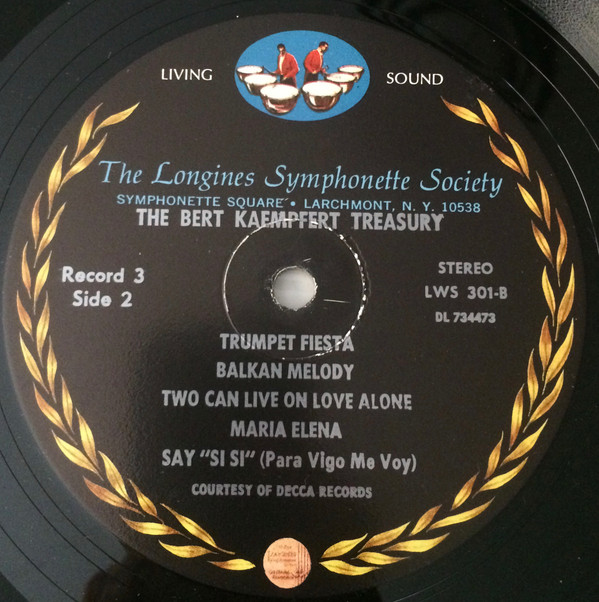 LIVING SOUND
The Longines Symphonette Society
SYMPHONETTE SQUARE • LARCHMONT, N. Y. 10538
THE BERT KAEMPFERT TREASURY
Record 3
Side 2
STEREO
LWS 301-B
DL 734473
TRUMPET FIESTA
BALKAN MELODY
TWO CAN LIVE ON LOVE ALONE
MARIA ELENA
SAY "SI SI" (Para Vigo Me Voy)
COURTESY OF DECCA RECORDS